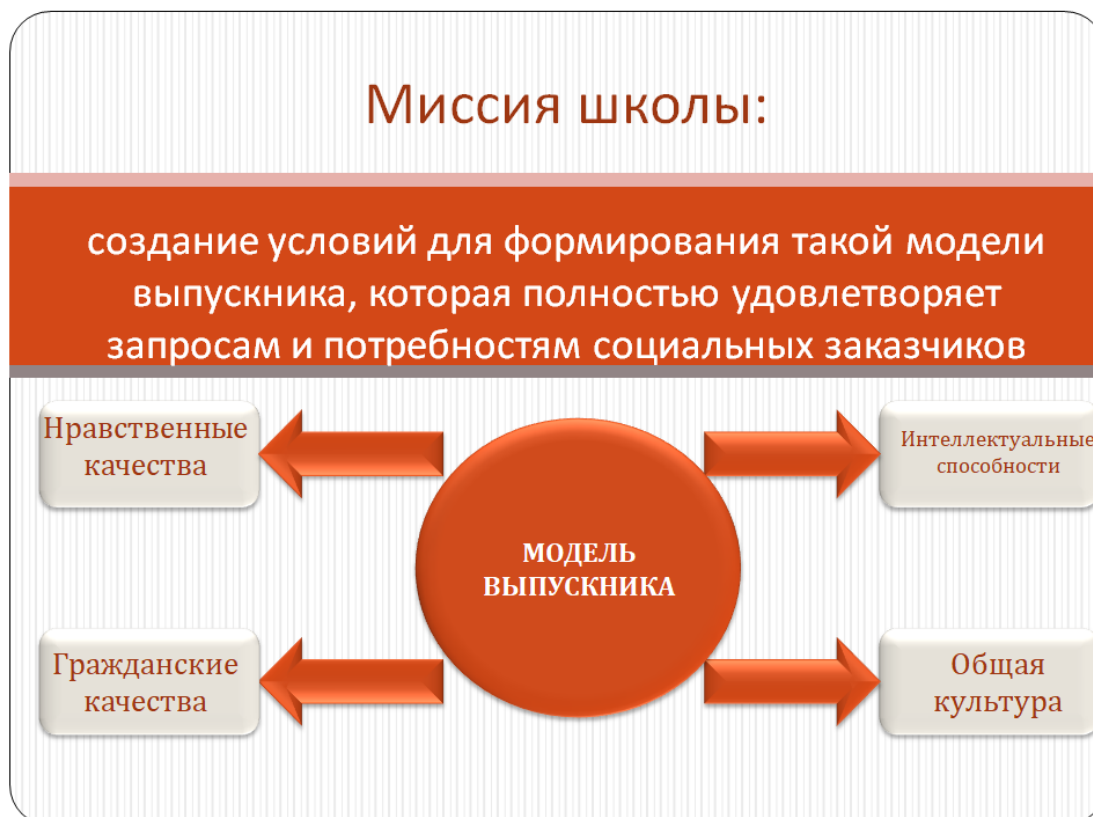 Миссия школы:
создание условий для формирования такой модели
выпускника, которая полностью удовлетворяет
запросам и потребностям социальных заказчиков
Нравственные
качества
Интеллектуальные
способности
МОДЕЛЬ
ВЫПУСКНИКА
Гражданские
качества
Общая
культура